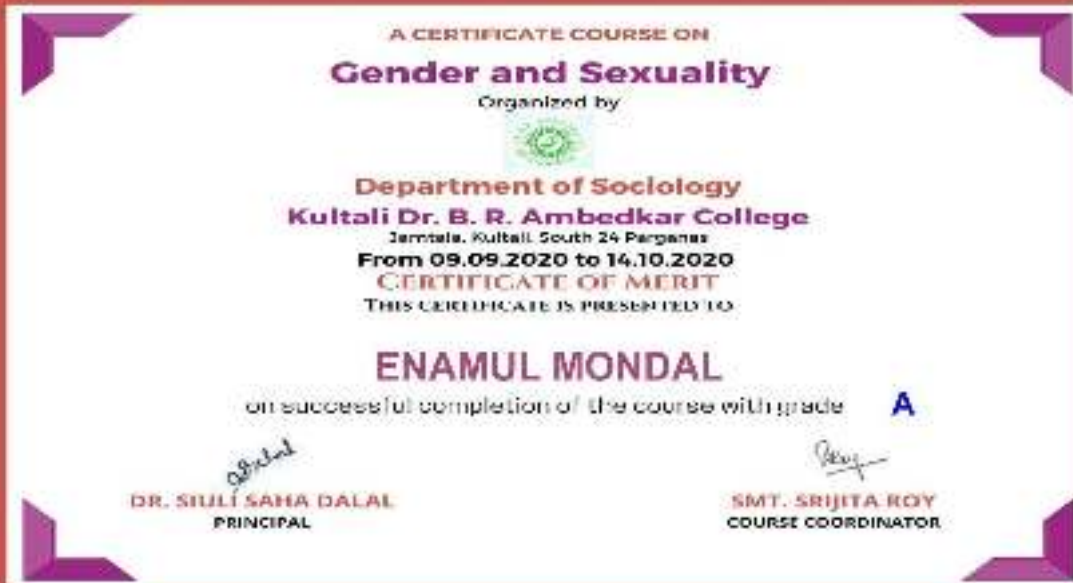 A CERTIFICATE COURSE ON
Gender and Sexuality
Organized by
Department of Sociology
Kultali Dr. B. R. Ambedkar College
Jamtala, Kultali, South 24 Parganas
From 09.09.2020 to 14.10.2020
CERTIFICATE OF MERIT
THIS CERTIFICATE IS PRESENTED TO
ENAMUL MONDAL
on successful completion of the course with grade A
DR. SIULI SAHA DALAL
PRINCIPAL
SMT. SRIJITA ROY
COURSE COORDINATOR